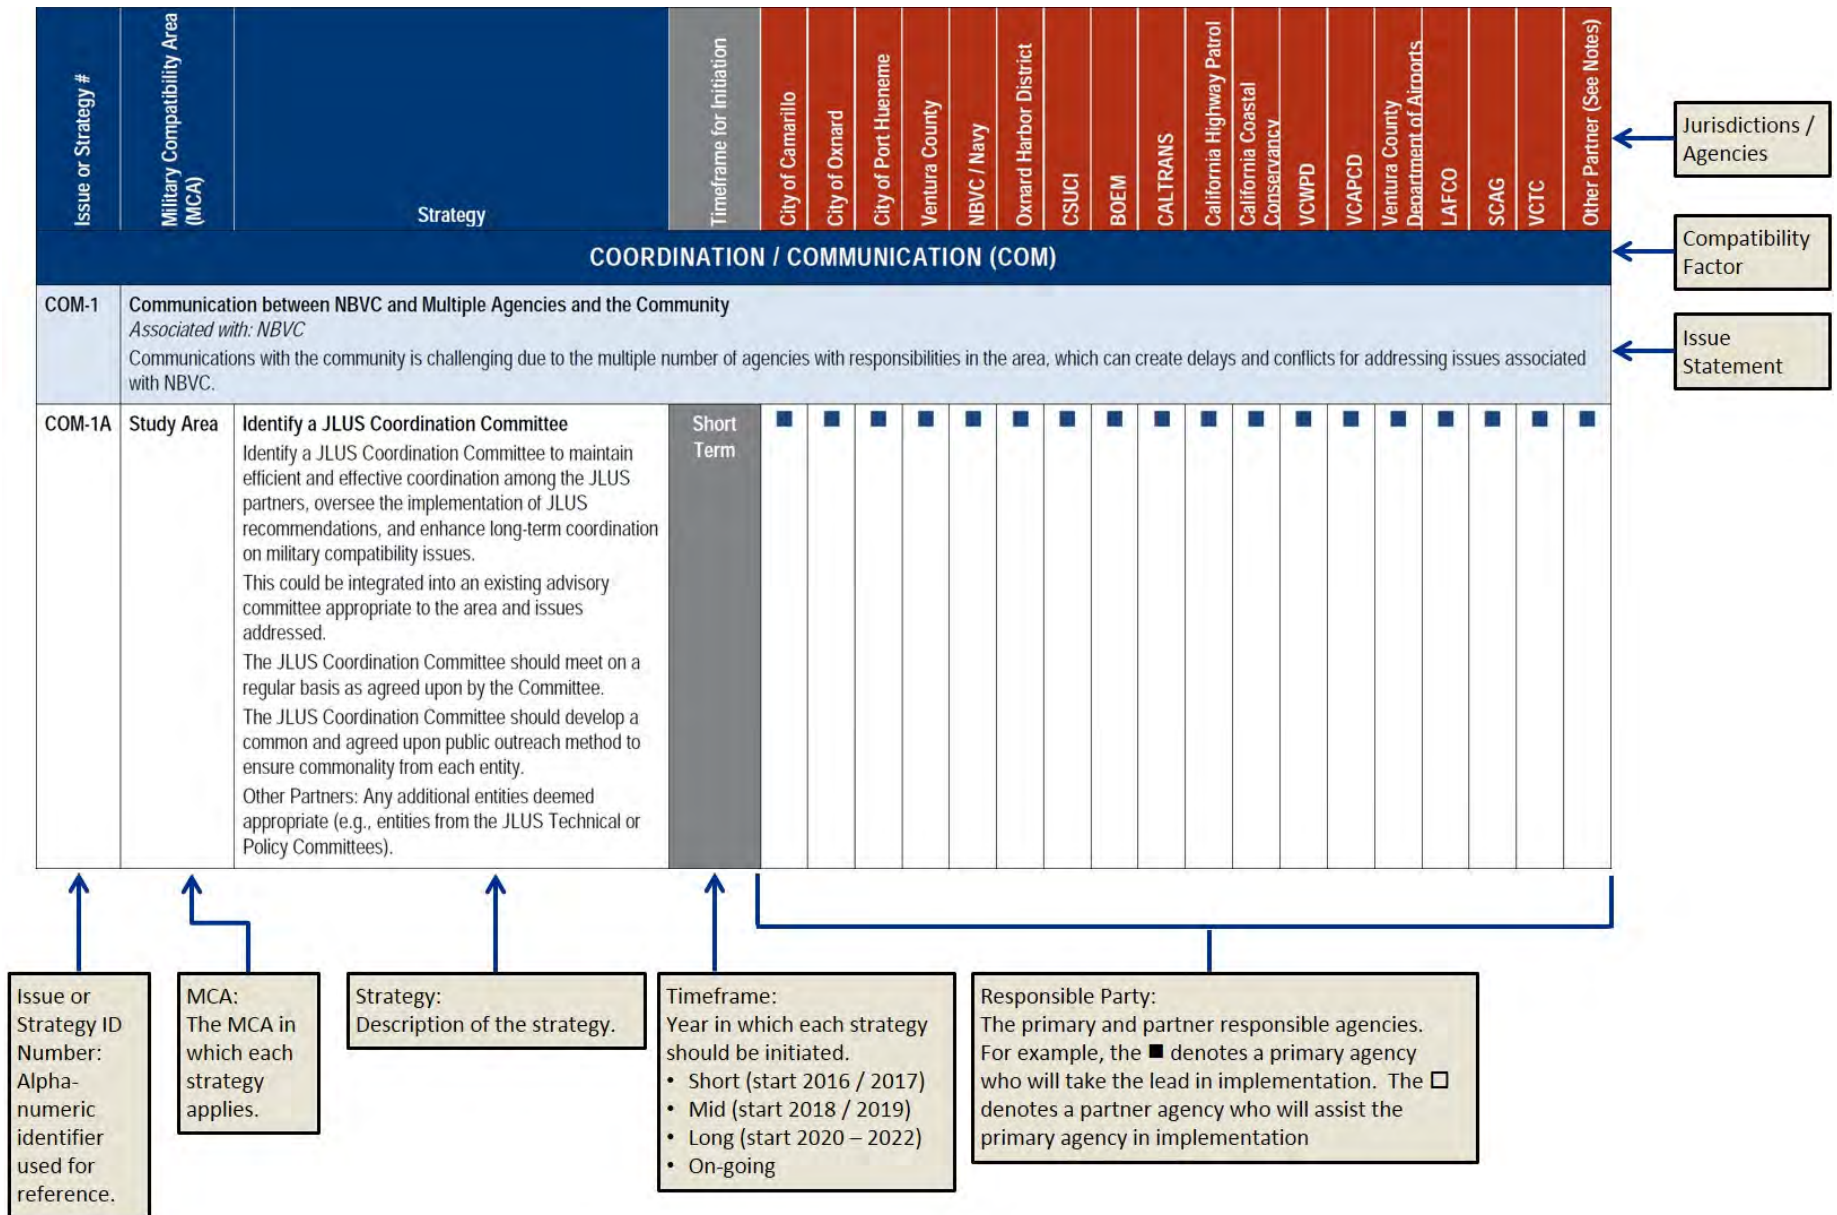 Issue or Strategy #
Military Compatibility Area
(MCA)
Strategy
Timeframe for Initiation
City of Camarillo
City of Oxnard
City of Port Hueneme
Ventura County
NBVC / Navy
Oxnard Harbor District
CSUCI
BOEM
CALTRANS
California Highway Patrol
California Coastal
Conservancy
VCWPD
VCAPCD
Ventura County
Department of Airports
LAFCO
SCAG
VCTC
Other Partner (See Notes)
Jurisdictions /
Agencies
COORDINATION / COMMUNICATION (COM)
Compatibility
Factor
COM-1
Communication between NBVC and Multiple Agencies and the Community
Associated with: NBVC
Communications with the community is challenging due to the multiple number of agencies with responsibilities in the area, which can create delays and conflicts for addressing issues associated
with NBVC.
Issue
Statement
COM-1A
Study Area
Identify a JLUS Coordination Committee
Identify a JLUS Coordination Committee to maintain
efficient and effective coordination among the JLUS
partners, oversee the implementation of JLUS
recommendations, and enhance long-term coordination
on military compatibility issues.
This could be integrated into an existing advisory
committee appropriate to the area and issues
addressed.
The JLUS Coordination Committee should meet on a
regular basis as agreed upon by the Committee.
The JLUS Coordination Committee should develop a
common and agreed upon public outreach method to
ensure commonality from each entity.
Other Partners: Any additional entities deemed
appropriate (e.g., entities from the JLUS Technical or
Policy Committees).
Short
Term
■ ■ ■ ■ ■ ■ ■ ■ ■ ■ ■ ■ ■ ■ ■ ■ ■ ■
Issue or
Strategy ID
Number:
Alpha-
numeric
identifier
used for
reference.
MCA:
The MCA in
which each
strategy
applies.
Strategy:
Description of the strategy.
Timeframe:
Year in which each strategy
should be initiated.
• Short (start 2016 / 2017)
• Mid (start 2018 / 2019)
• Long (start 2020 – 2022)
• On-going
Responsible Party:
The primary and partner responsible agencies.
For example, the ■ denotes a primary agency
who will take the lead in implementation. The □
denotes a partner agency who will assist the
primary agency in implementation